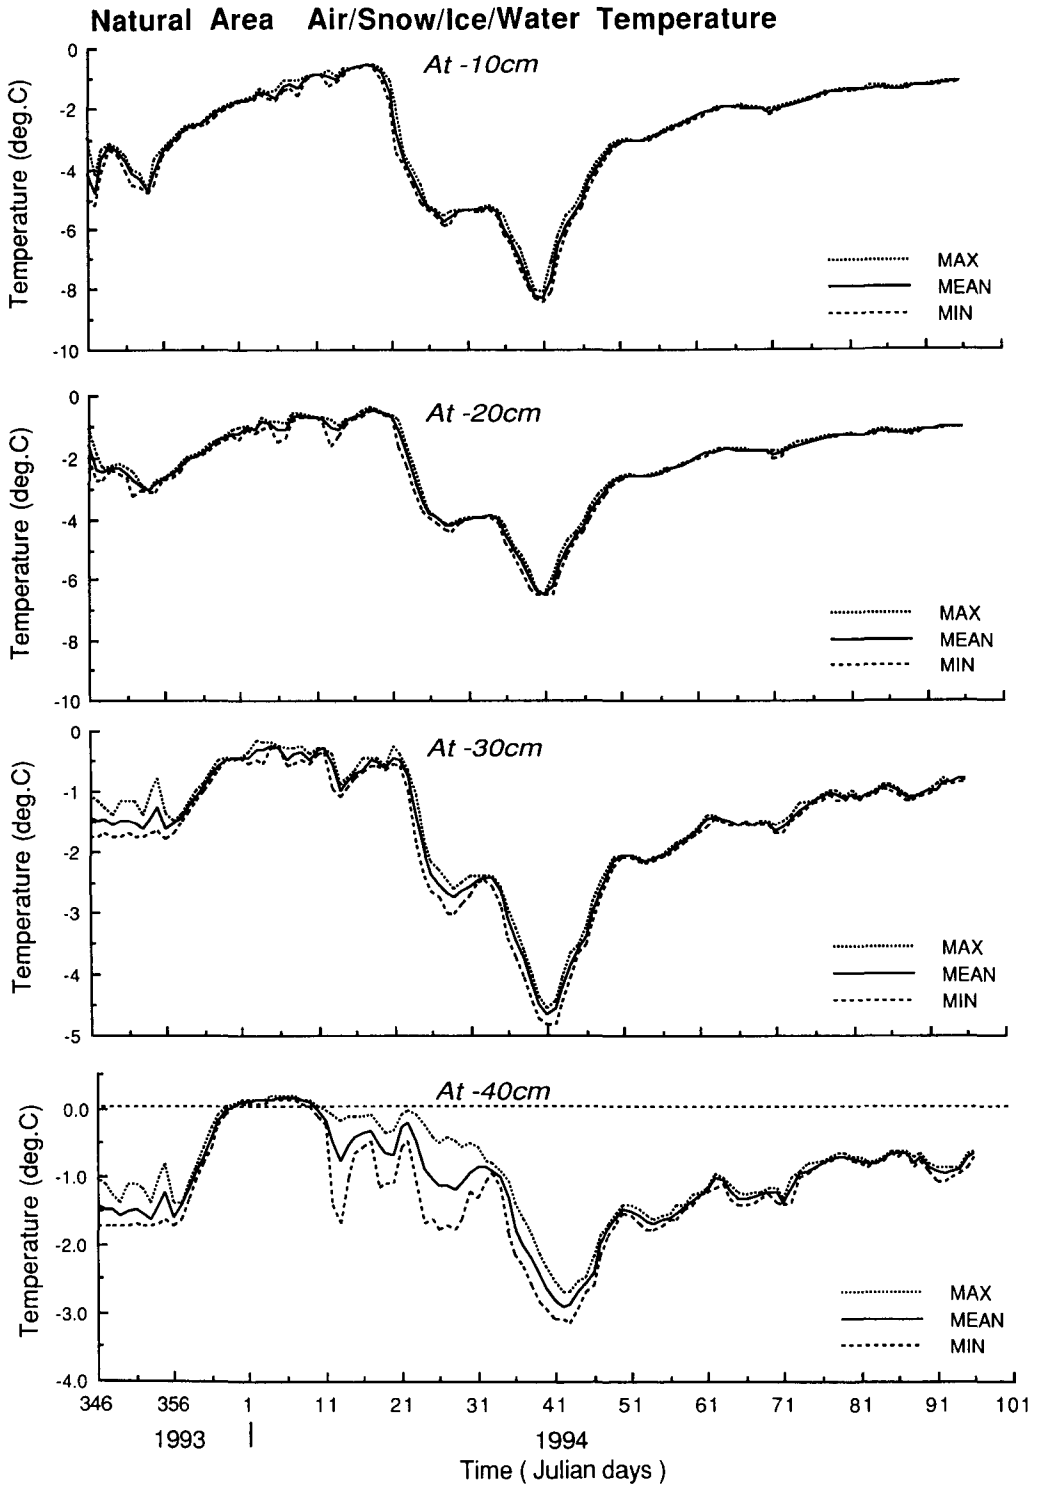 Natural Area Air/Snow/Ice/Water Temperature
At -10cm
Temperature (deg.C)
0
-2
-4
-6
-8
-10
MAX
MEAN
MIN
At -20cm
Temperature (deg.C)
0
-2
-4
-6
-8
-10
MAX
MEAN
MIN
At -30cm
Temperature (deg.C)
0
-1
-2
-3
-4
-5
MAX
MEAN
MIN
At -40cm
Temperature (deg.C)
0.0
-1.0
-2.0
-3.0
-4.0
MAX
MEAN
MIN
346 356 1 11 21 31 41 51 61 71 81 91 101
1993 1994
Time ( Julian days )